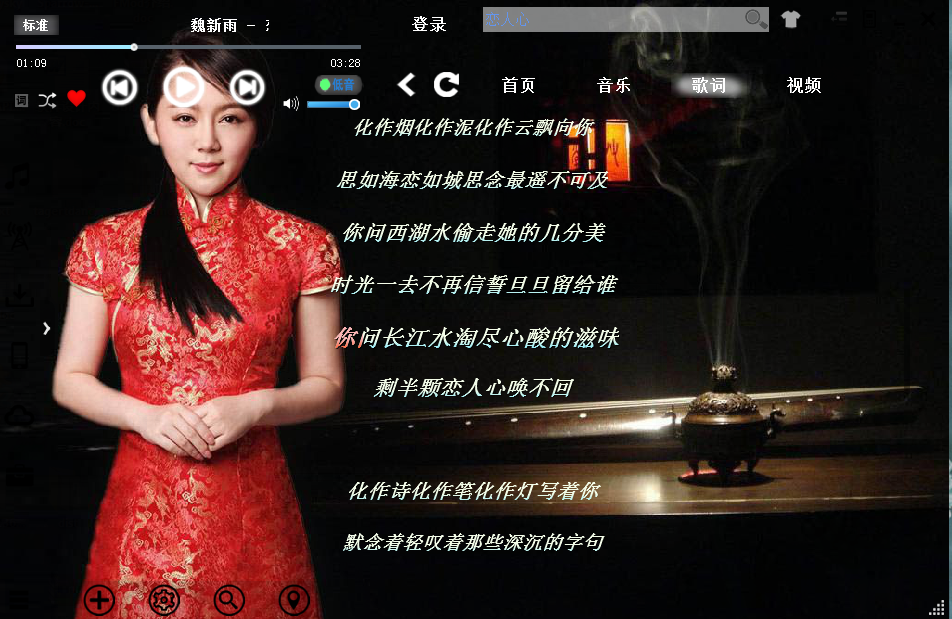 标准
魏新雨 -
登录
恋人心
01:09
03:28
词
低音
首页
音乐
歌词
视频
化作烟化作泥化作云飘向你
思如海恋如城思念最遥不可及
你问西湖水偷走她的几分美
时光一去不再信誓旦旦留给谁
你问长江水淘尽心酸的滋味
剩半颗恋人心唤不回
化作诗化作笔化作灯写着你
默念着轻叹着那些深沉的字句